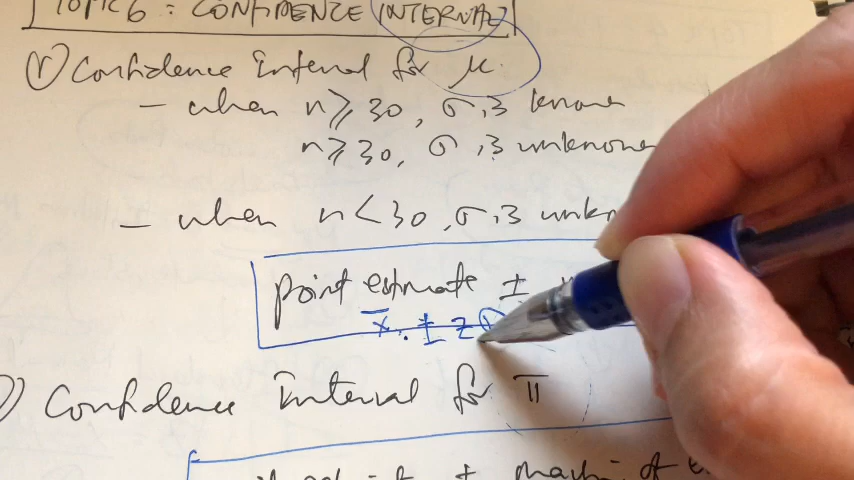 TOPIC 6 : CONFIDENCE INTERVAL
Confidence Interval for μ.
– when n ≥ 30, σ is known
n ≥ 30, σ is unknown
– when n < 30, σ is
point estimate ±
x̄ ± z
Confidence Interval for π